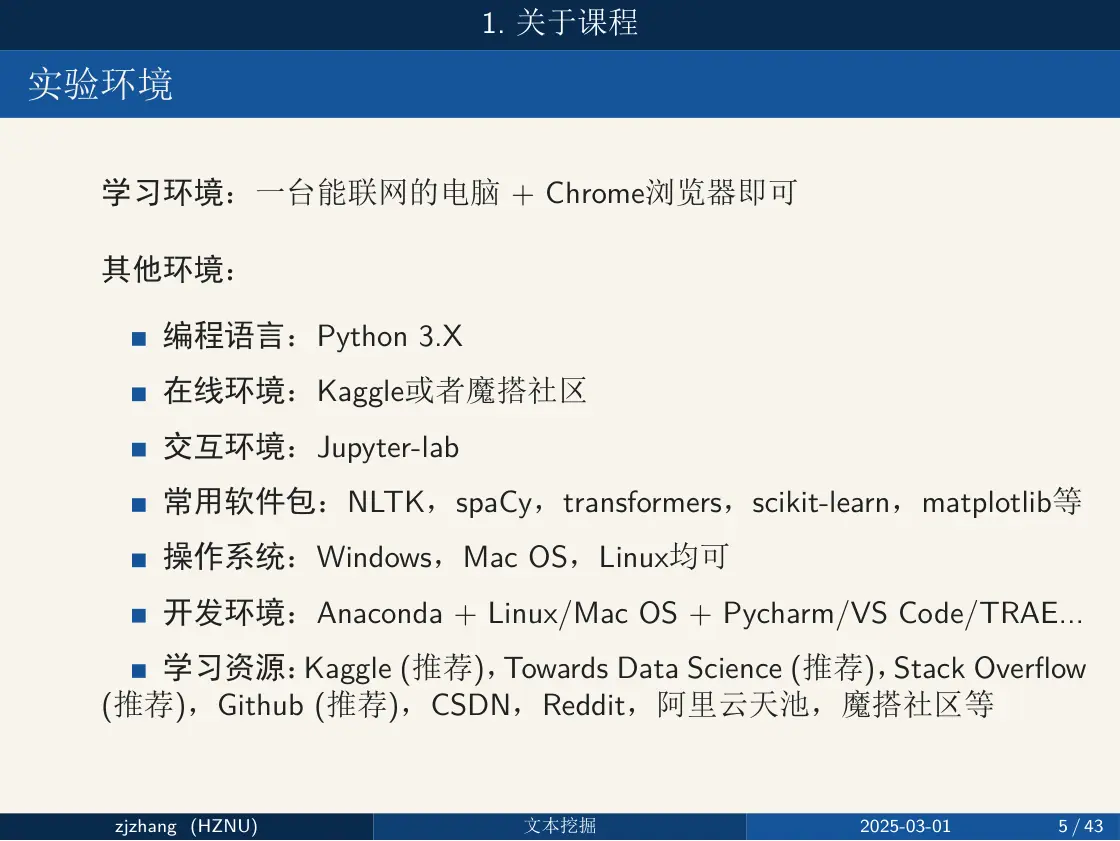 1. 关于课程
实验环境
学习环境：一台能联网的电脑 + Chrome浏览器即可
其他环境：
编程语言：Python 3.X
在线环境：Kaggle或者魔搭社区
交互环境：Jupyter-lab
常用软件包：NLTK，spaCy，transformers，scikit-learn，matplotlib等
操作系统：Windows，Mac OS，Linux均可
开发环境：Anaconda + Linux/Mac OS + Pycharm/VS Code/TRAE...
学习资源：Kaggle (推荐)，Towards Data Science (推荐)，Stack Overflow
(推荐)，Github (推荐)，CSDN，Reddit，阿里云天池，魔搭社区等
zjzhang (HZNU) 文本挖掘 2025-03-01 5 / 43